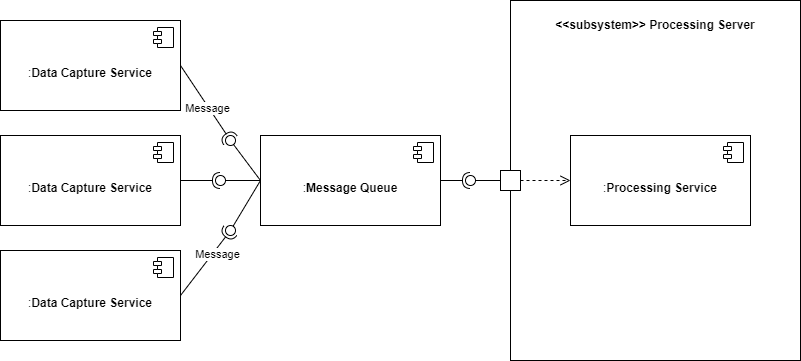 <<subsystem>> Processing Server
:Data Capture Service
Message
:Data Capture Service
:Message Queue
:Processing Service
Message
:Data Capture Service